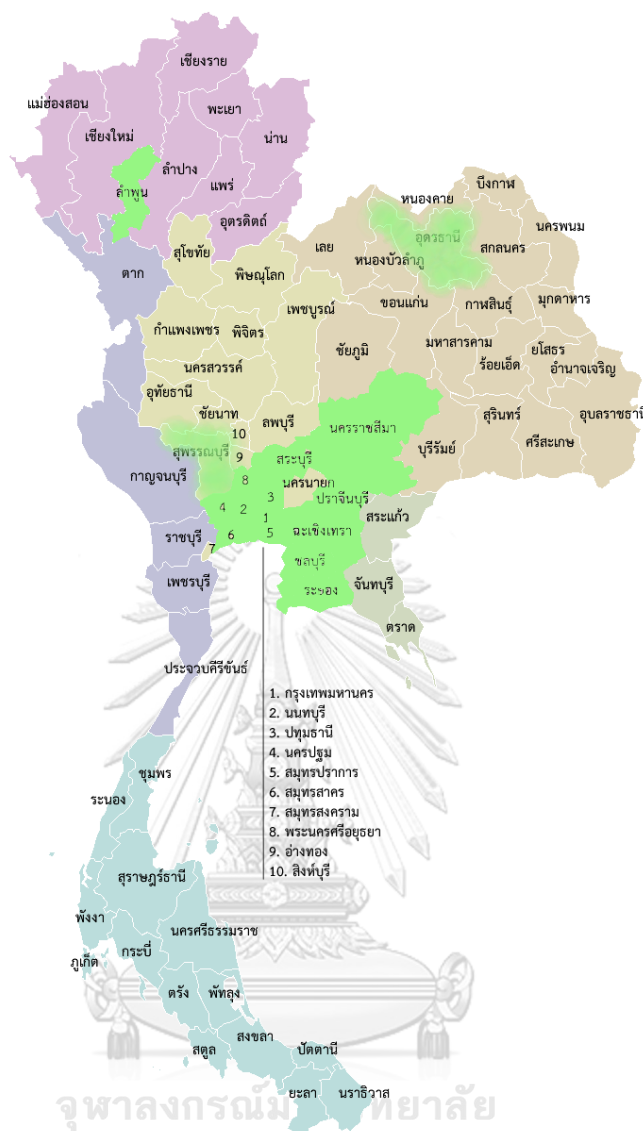 เชียงราย
แม่ฮ่องสอน
พะเยา
เชียงใหม่
น่าน
ลำปาง
ลำพูน
แพร่
อุตรดิตถ์
บึงกาฬ
หนองคาย
นครพนม
อุดรธานี
สกลนคร
เลย
หนองบัวลำภู
ตาก
สุโขทัย
พิษณุโลก
ขอนแก่น
กาฬสินธุ์
มุกดาหาร
เพชรบูรณ์
กำแพงเพชร
พิจิตร
มหาสารคาม
ยโสธร
ชัยภูมิ
ร้อยเอ็ด
อำนาจเจริญ
นครสวรรค์
อุทัยธานี
ชัยนาท
ลพบุรี
นครราชสีมา
สุรินทร์
อุบลราชธานี
10
สุพรรณบุรี
9
สระบุรี
บุรีรัมย์
ศรีสะเกษ
กาญจนบุรี
8
นครนายก
3
ปราจีนบุรี
4
2
1
สระแก้ว
ราชบุรี
6
5
ฉะเชิงเทรา
7
ชลบุรี
เพชรบุรี
ระยอง
จันทบุรี
ตราด
ประจวบคีรีขันธ์
1. กรุงเทพมหานคร
2. นนทบุรี
3. ปทุมธานี
4. นครปฐม
5. สมุทรปราการ
6. สมุทรสาคร
7. สมุทรสงคราม
8. พระนครศรีอยุธยา
9. อ่างทอง
10. สิงห์บุรี
ชุมพร
ระนอง
สุราษฎร์ธานี
พังงา
นครศรีธรรมราช
กระบี่
ภูเก็ต
ตรัง
พัทลุง
สงขลา
สตูล
ปัตตานี
ยะลา
นราธิวาส